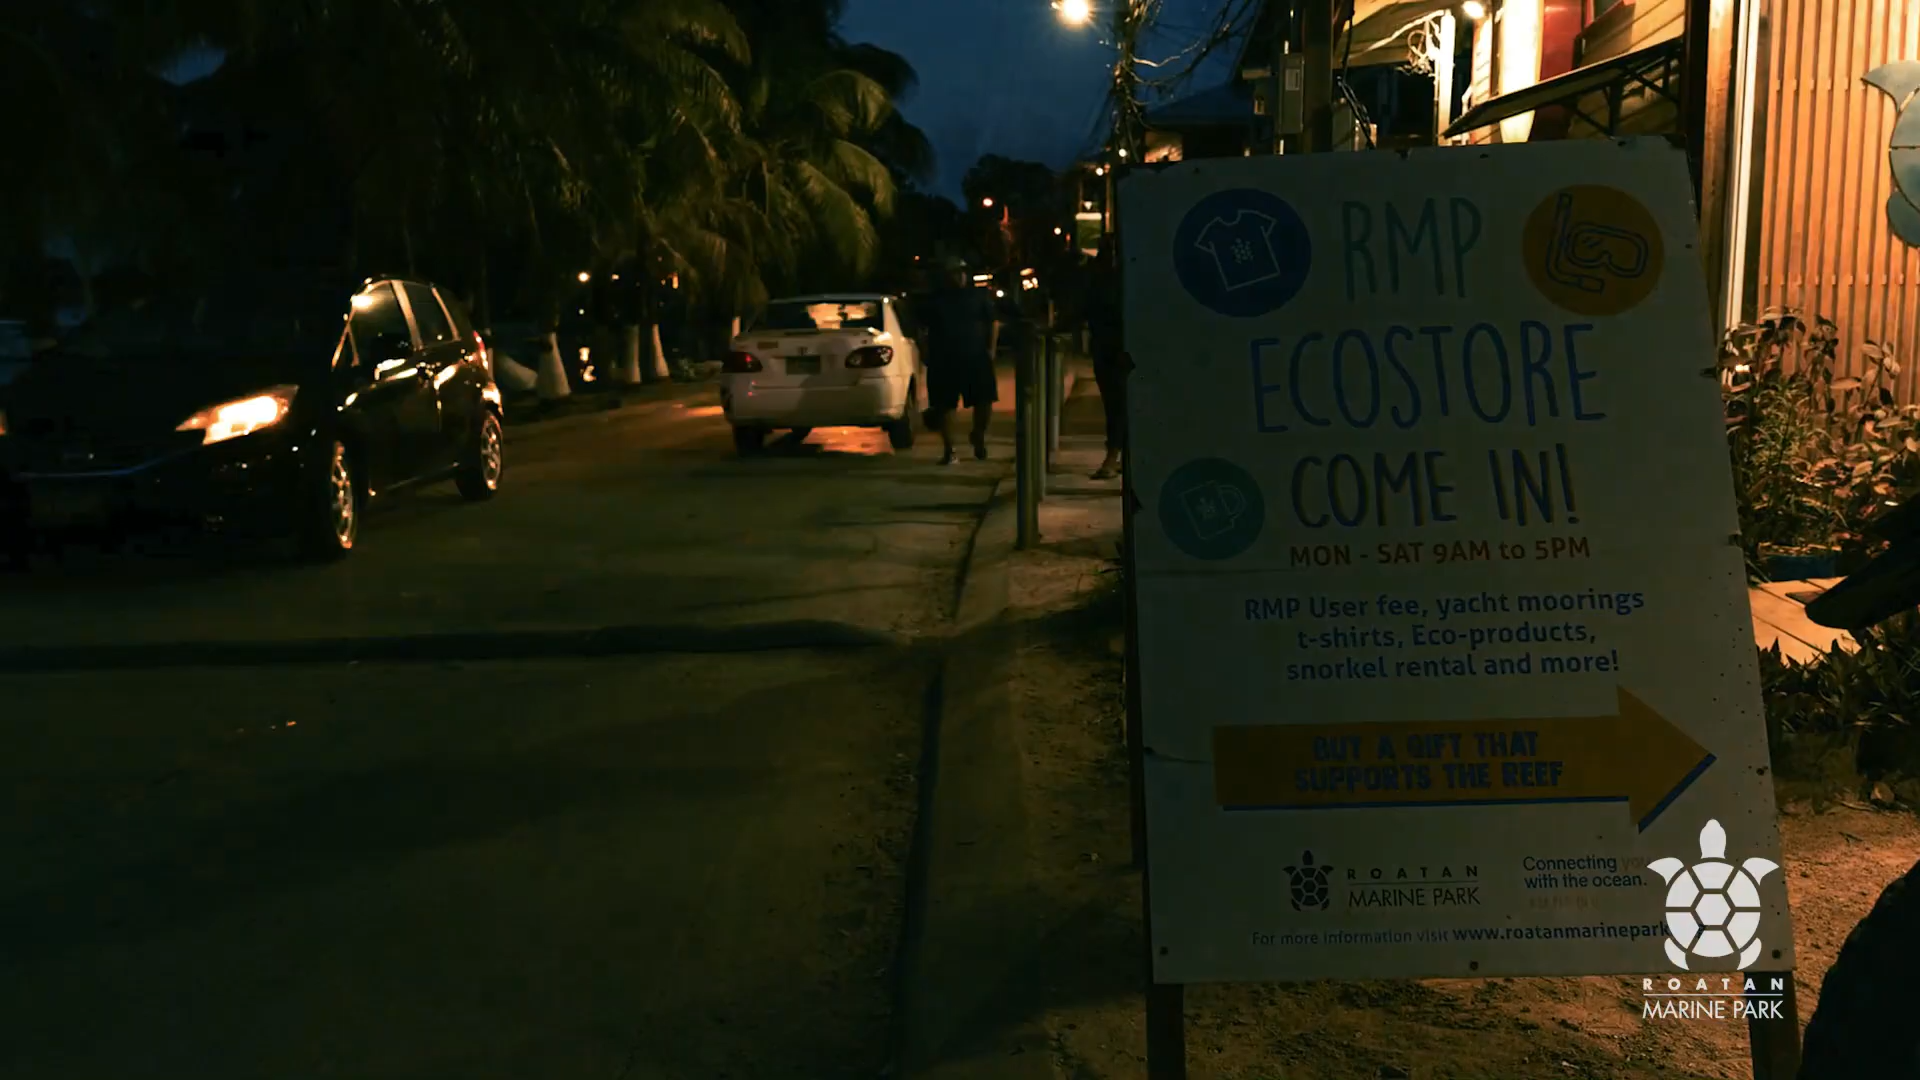 RMP
ECOSTORE
COME IN!
MON - SAT 9AM to 5PM
RMP User fee, yacht moorings
t-shirts, Eco-products,
snorkel rental and more!
BUY A GIFT THAT
SUPPORTS THE REEF
ROATAN
MARINE PARK
Connecting you
with the ocean.
For more information visit www.roatanmarinepark
ROATAN
MARINE PARK